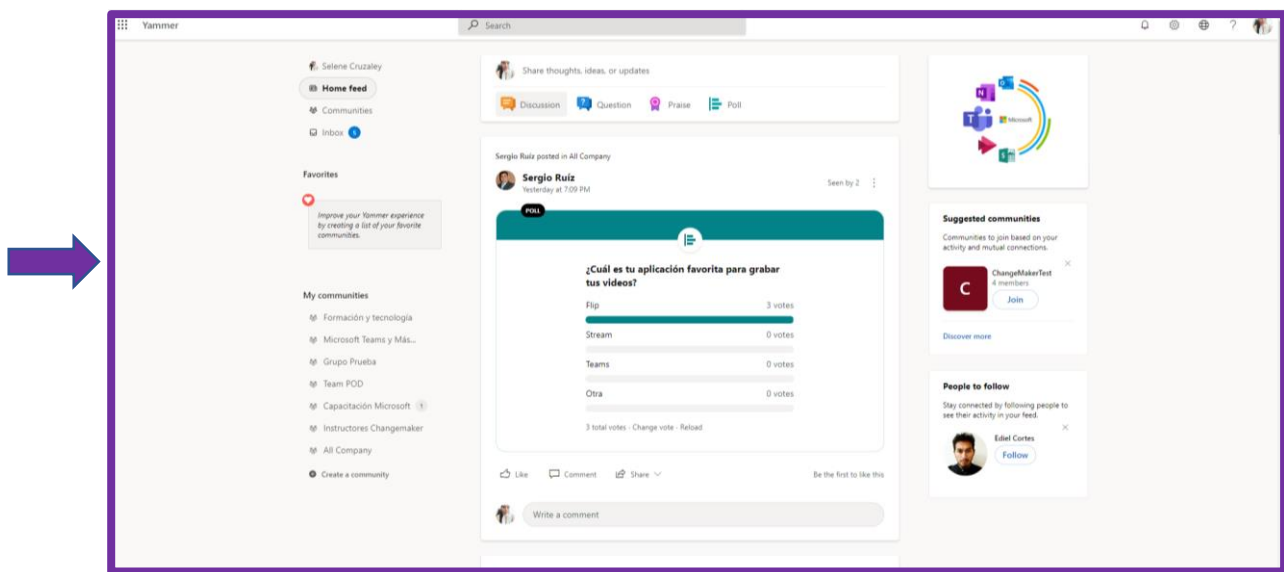 Yammer
Search
?
Selene Cruzaley
Home feed
Communities
Inbox 5
Favorites
Improve your Yammer experience
by creating a list of your favorite
communities.
My communities
Formación y tecnología
Microsoft Teams y Más...
Grupo Prueba
Team POD
Capacitación Microsoft 1
Instructores Changemaker
All Company
Create a community
Share thoughts, ideas, or updates
Discussion
Question
Praise
Poll
Sergio Ruíz posted in All Company
Sergio Ruíz
Yesterday at 7:09 PM
Seen by 2
POLL
¿Cuál es tu aplicación favorita para grabar
tus videos?
Flip 3 votes
Stream 0 votes
Teams 0 votes
Otra 0 votes
3 total votes · Change vote · Reload
Like
Comment
Share
Be the first to like this
Write a comment
Microsoft
Suggested communities
Communities to join based on your
activity and mutual connections.
C
ChangeMakerTest
4 members
Join
Discover more
People to follow
Stay connected by following people to
see their activity in your feed.
Ediel Cortes
Follow